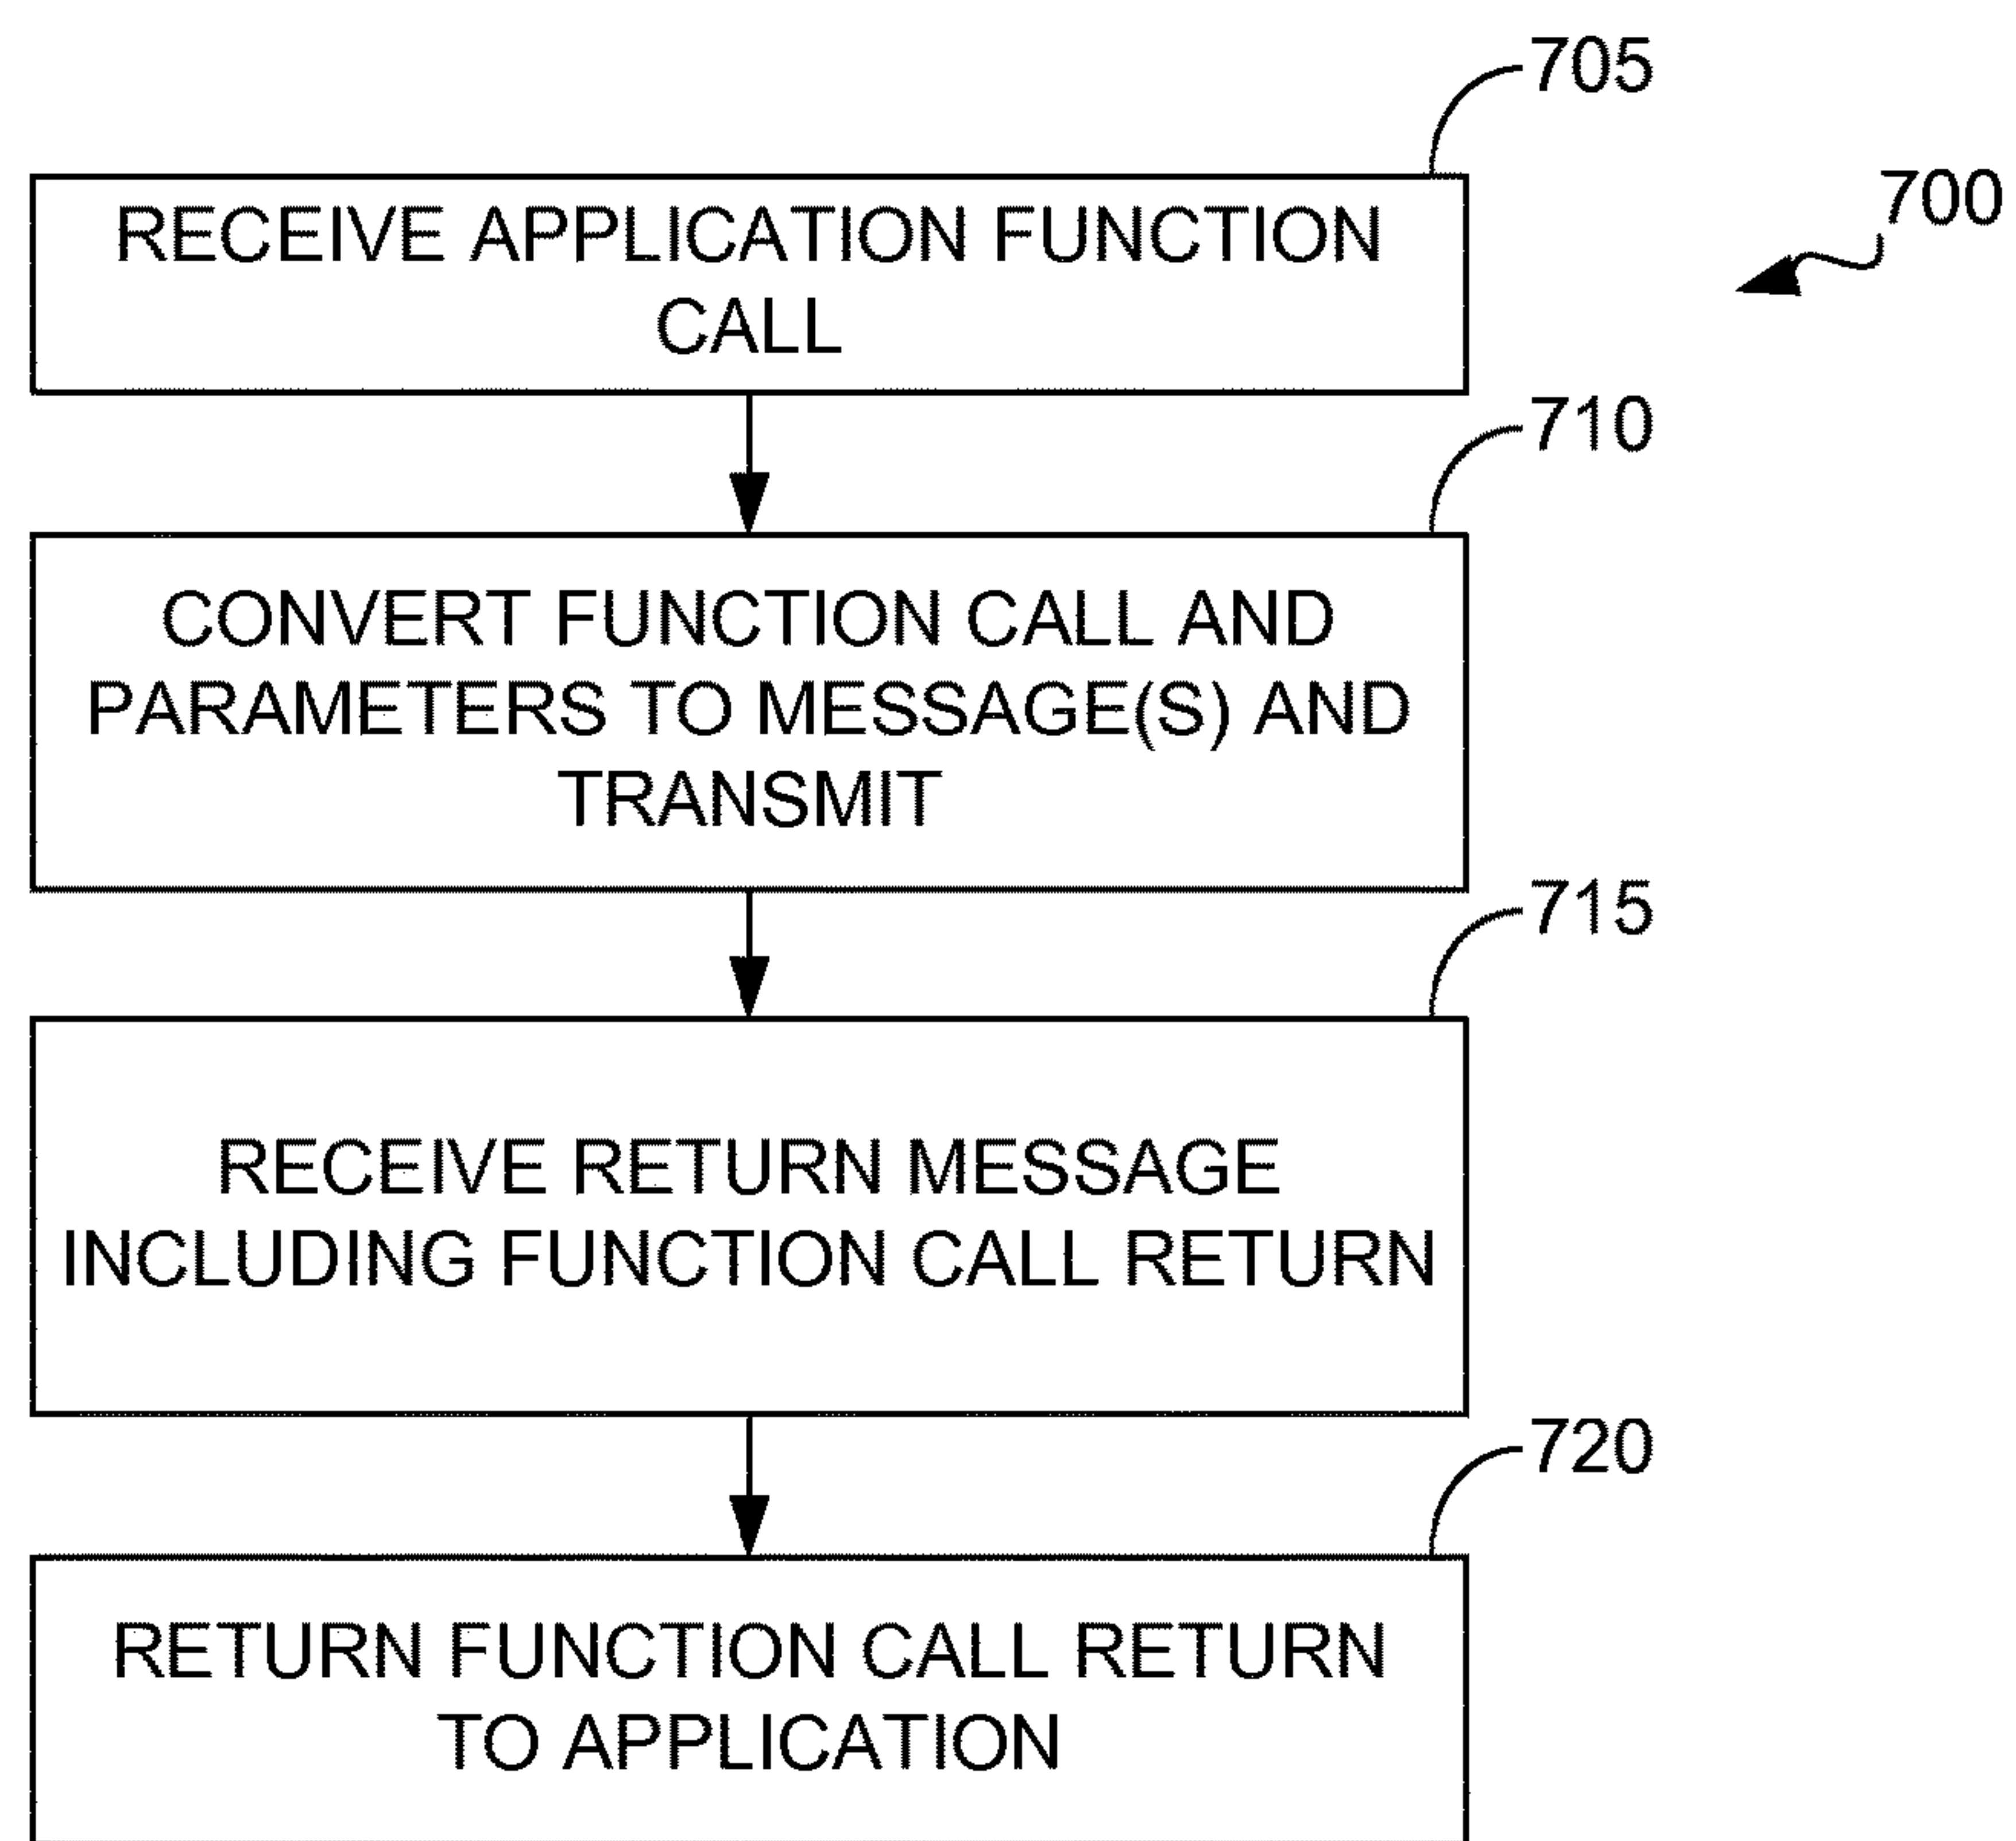 705
700
RECEIVE APPLICATION FUNCTION
CALL
710
CONVERT FUNCTION CALL AND
PARAMETERS TO MESSAGE(S) AND
TRANSMIT
715
RECEIVE RETURN MESSAGE
INCLUDING FUNCTION CALL RETURN
720
RETURN FUNCTION CALL RETURN
TO APPLICATION